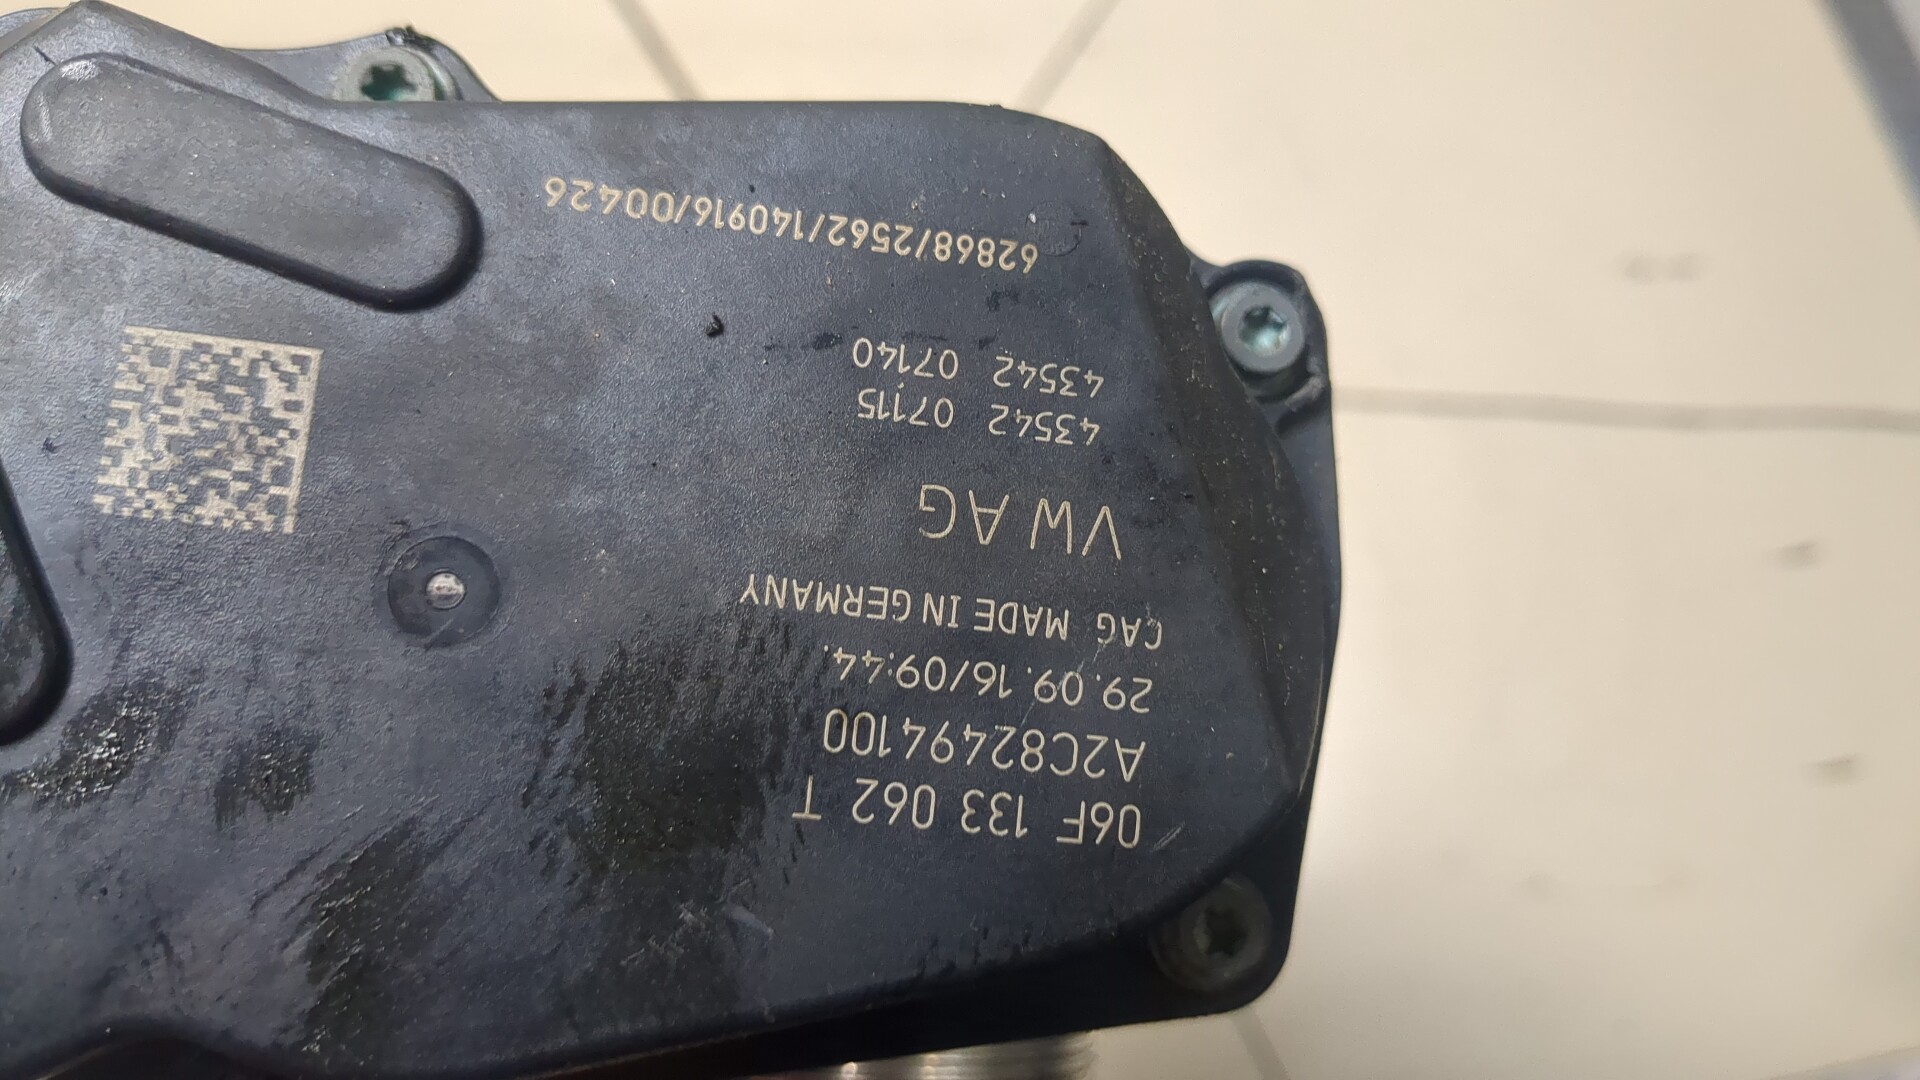 06F 133 062 T
A2C82494100
29.09.16/09:44.
CAG MADE IN GERMANY
VW AG
43542 07115
43542 07140
62868/2562/140916/00426